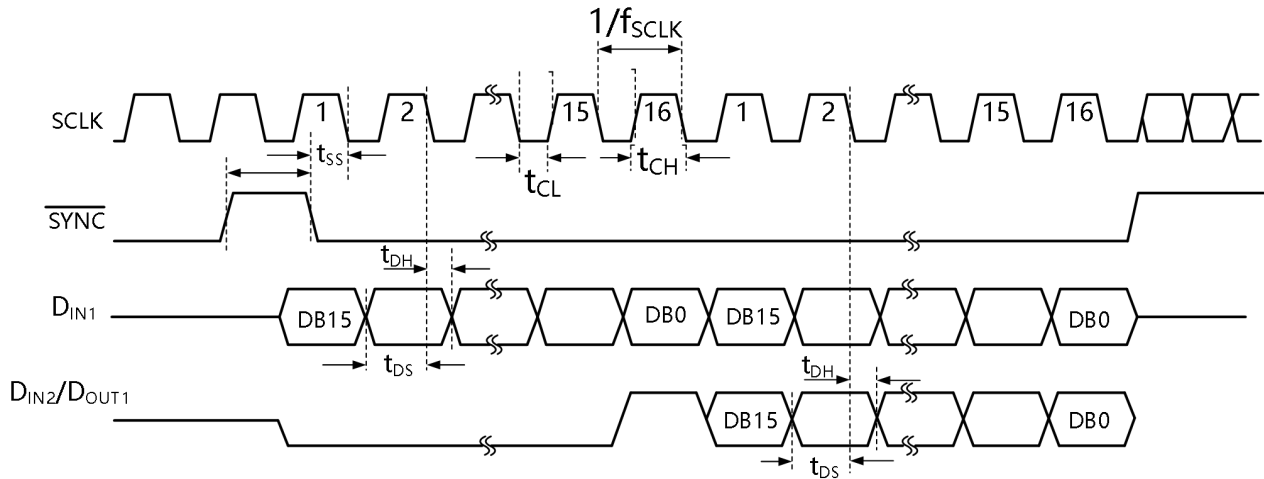 1/fSCLK
SCLK 1 2 15 16 1 2 15 16
tSS
tCL
tCH
SYNC
tDH
DIN1 DB15 DB0 DB15 DB0
tDS
tDH
DIN2/DOUT1 DB15 DB0
tDS